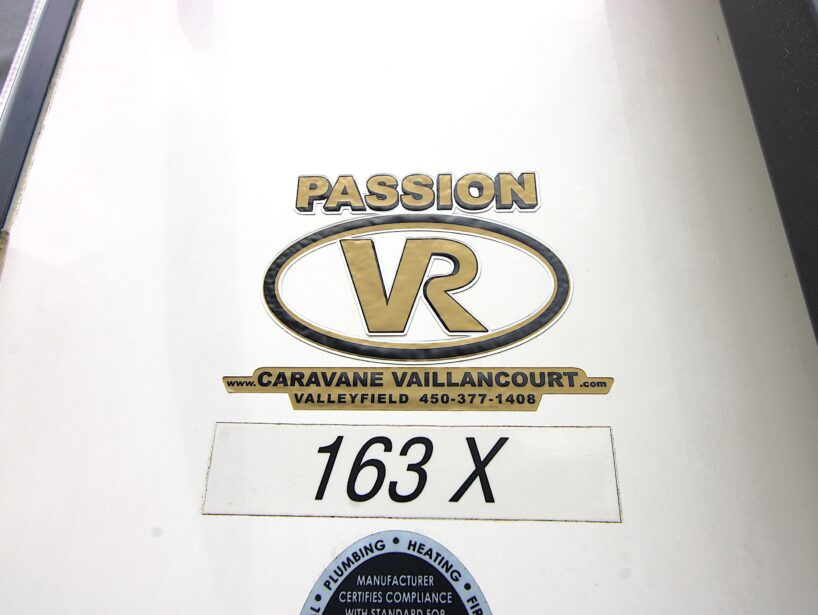 PASSION
VR
www.CARAVANE VAILLANCOURT.com
VALLEYFIELD 450-377-1408
163 X
PLUMBING • HEATING •
MANUFACTURER
CERTIFIES COMPLIANCE
WITH STANDARD FOR